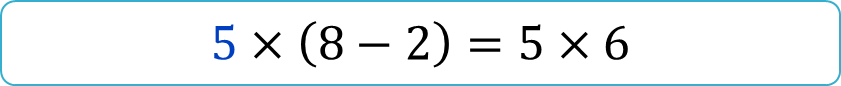 5 × (8 − 2) = 5 × 6